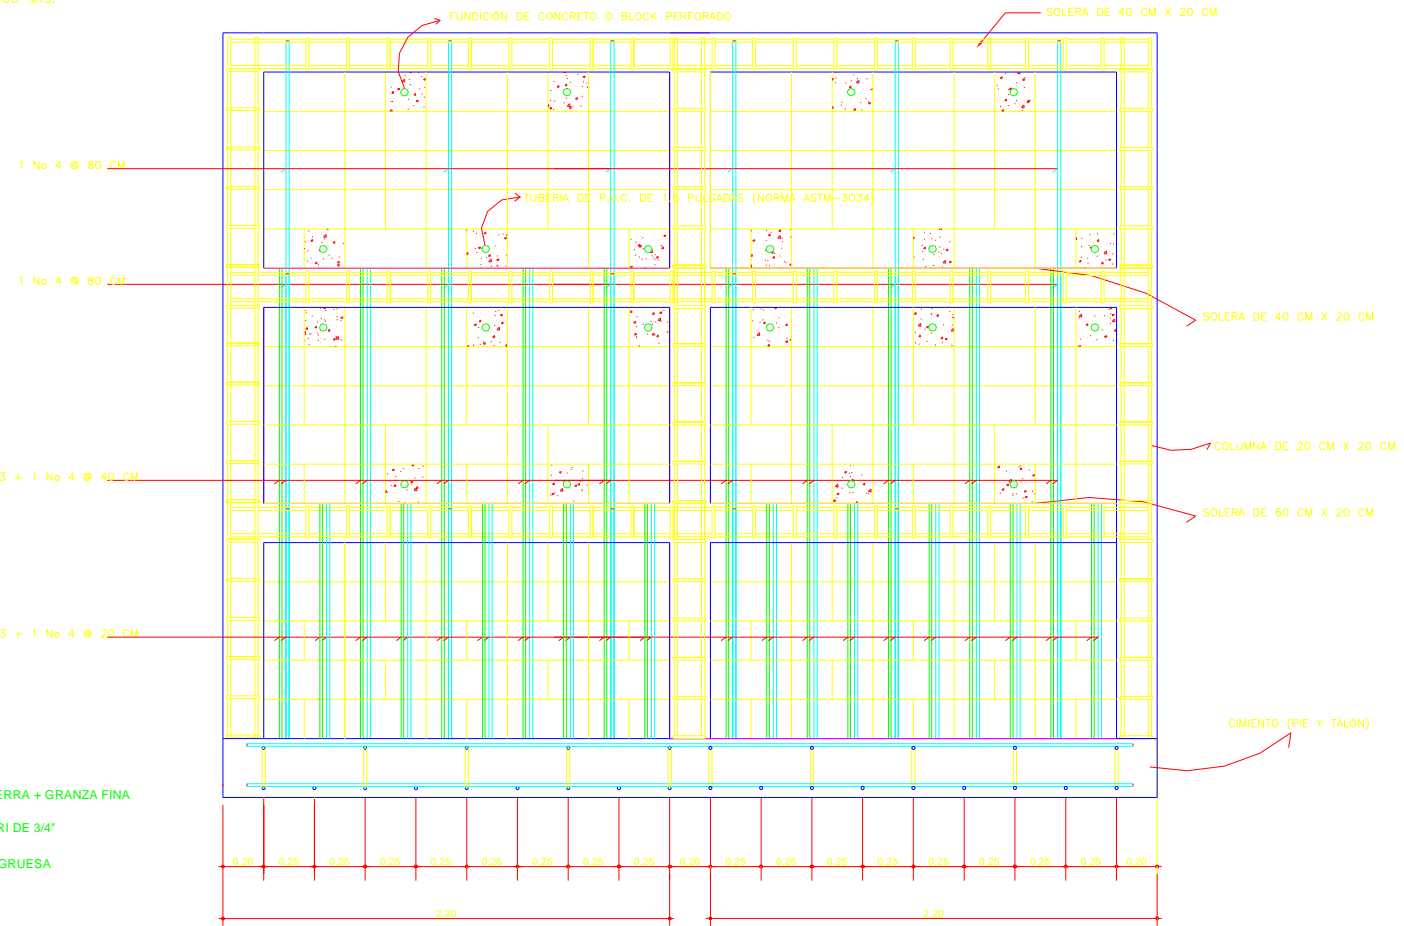 FUNDICIÓN DE CONCRETO O BLOCK PERFORADO
SOLERA DE 40 CM X 20 CM
1 No 4 @ 80 CM
TUBERIA DE P.V.C. DE 1.5 PULGADAS (NORMA ASTM-3034)
1 No 4 @ 80 CM
SOLERA DE 40 CM X 20 CM
COLUMNA DE 20 CM X 20 CM
3 + 1 No 4 @ 40 CM
SOLERA DE 60 CM X 20 CM
3 + 1 No 4 @ 20 CM
CIMIENTO (PIE Y TALÓN)
ERRA + GRANZA FINA
RI DE 3/4"
GRUESA
0.20 0.25 0.25 0.25 0.25 0.25 0.25 0.25 0.25 0.20 0.25 0.25 0.25 0.25 0.25 0.25 0.25 0.25 0.20
2.20 2.20